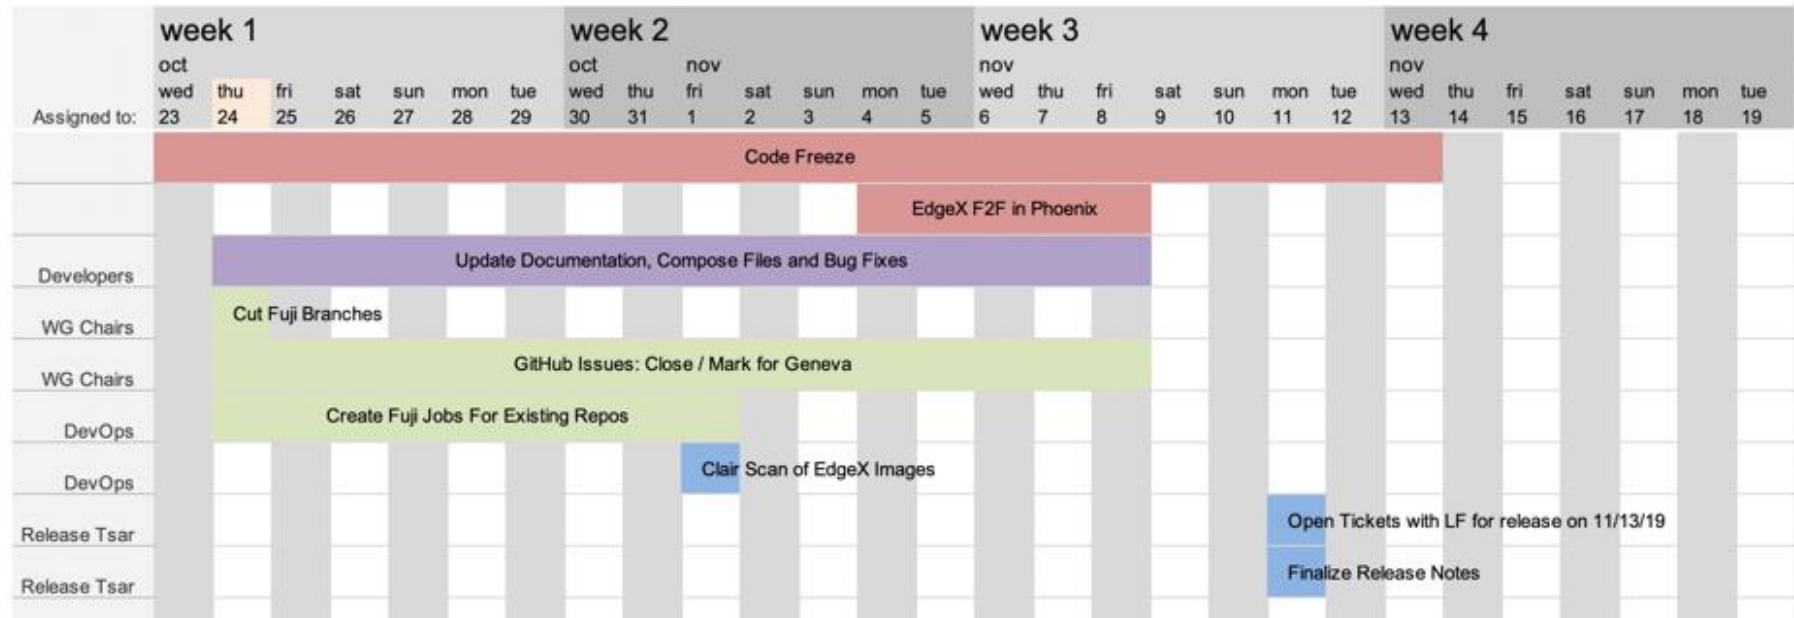 week 1 week 2 week 3 week 4
oct oct nov nov nov
wed thu fri sat sun mon tue wed thu fri sat sun mon tue wed thu fri sat sun mon tue wed thu fri sat sun mon tue
Assigned to: 23 24 25 26 27 28 29 30 31 1 2 3 4 5 6 7 8 9 10 11 12 13 14 15 16 17 18 19
Code Freeze
EdgeX F2F in Phoenix
Developers Update Documentation, Compose Files and Bug Fixes
WG Chairs Cut Fuji Branches
WG Chairs GitHub Issues: Close / Mark for Geneva
DevOps Create Fuji Jobs For Existing Repos
DevOps Clair Scan of EdgeX Images
Release Tsar Open Tickets with LF for release on 11/13/19
Release Tsar Finalize Release Notes